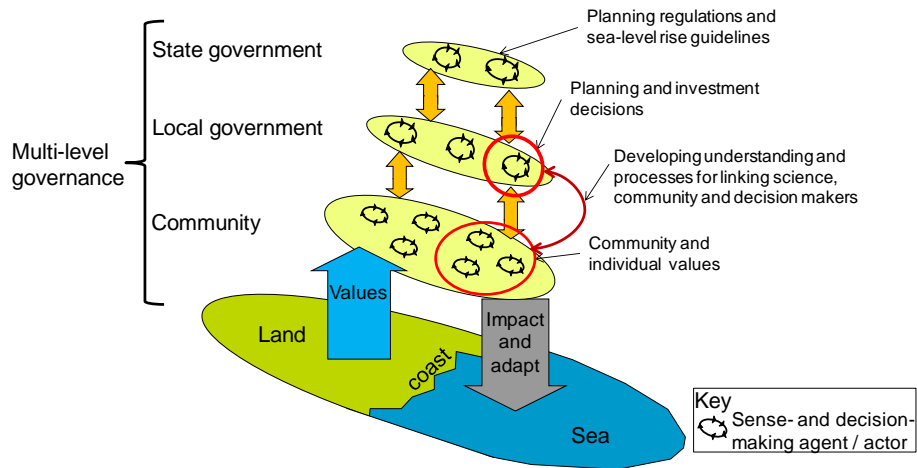 State government
Planning regulations and
sea-level rise guidelines
Planning and investment
decisions
Local government
Multi-level
governance
Developing understanding and
processes for linking science,
community and decision makers
Community
Community and
individual values
Values
Impact
and
adapt
Land
coast
Sea
Key
Sense- and decision-
making agent / actor